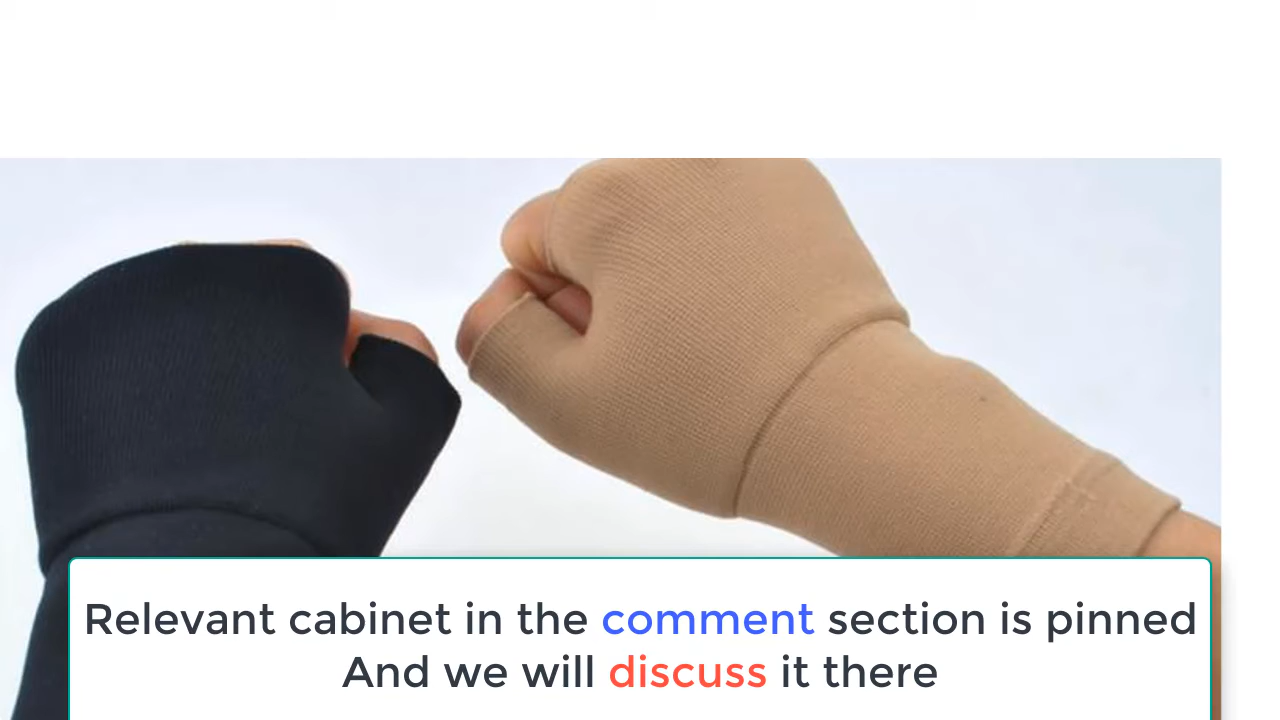 Relevant cabinet in the comment section is pinned
And we will discuss it there